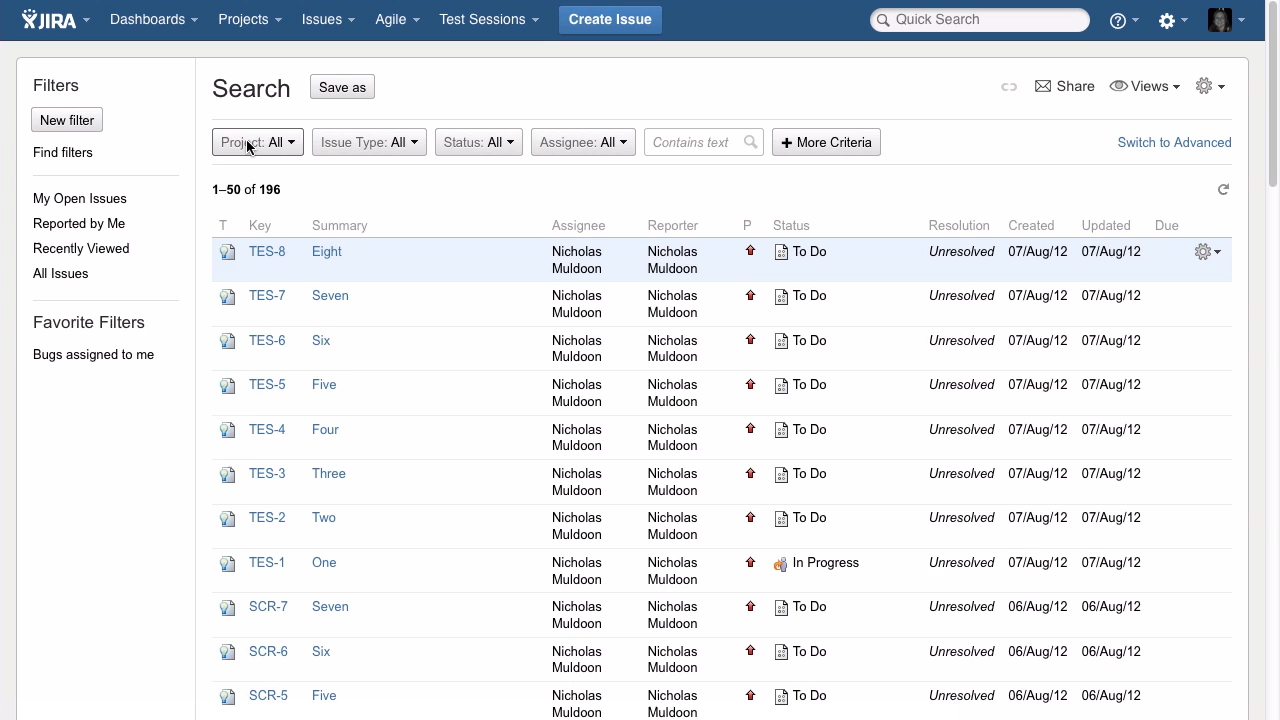 JIRA Dashboards Projects Issues Agile Test Sessions Create Issue Quick Search
Filters
New filter
Find filters
My Open Issues
Reported by Me
Recently Viewed
All Issues
Favorite Filters
Bugs assigned to me
Search Save as Share Views
Project: All Issue Type: All Status: All Assignee: All Contains text + More Criteria Switch to Advanced
1–50 of 196
T Key Summary Assignee Reporter P Status Resolution Created Updated Due
TES-8 Eight Nicholas Muldoon Nicholas Muldoon To Do Unresolved 07/Aug/12 07/Aug/12
TES-7 Seven Nicholas Muldoon Nicholas Muldoon To Do Unresolved 07/Aug/12 07/Aug/12
TES-6 Six Nicholas Muldoon Nicholas Muldoon To Do Unresolved 07/Aug/12 07/Aug/12
TES-5 Five Nicholas Muldoon Nicholas Muldoon To Do Unresolved 07/Aug/12 07/Aug/12
TES-4 Four Nicholas Muldoon Nicholas Muldoon To Do Unresolved 07/Aug/12 07/Aug/12
TES-3 Three Nicholas Muldoon Nicholas Muldoon To Do Unresolved 07/Aug/12 07/Aug/12
TES-2 Two Nicholas Muldoon Nicholas Muldoon To Do Unresolved 07/Aug/12 07/Aug/12
TES-1 One Nicholas Muldoon Nicholas Muldoon In Progress Unresolved 07/Aug/12 07/Aug/12
SCR-7 Seven Nicholas Muldoon Nicholas Muldoon To Do Unresolved 06/Aug/12 06/Aug/12
SCR-6 Six Nicholas Muldoon Nicholas Muldoon To Do Unresolved 06/Aug/12 06/Aug/12
SCR-5 Five Nicholas Muldoon Nicholas Muldoon To Do Unresolved 06/Aug/12 06/Aug/12